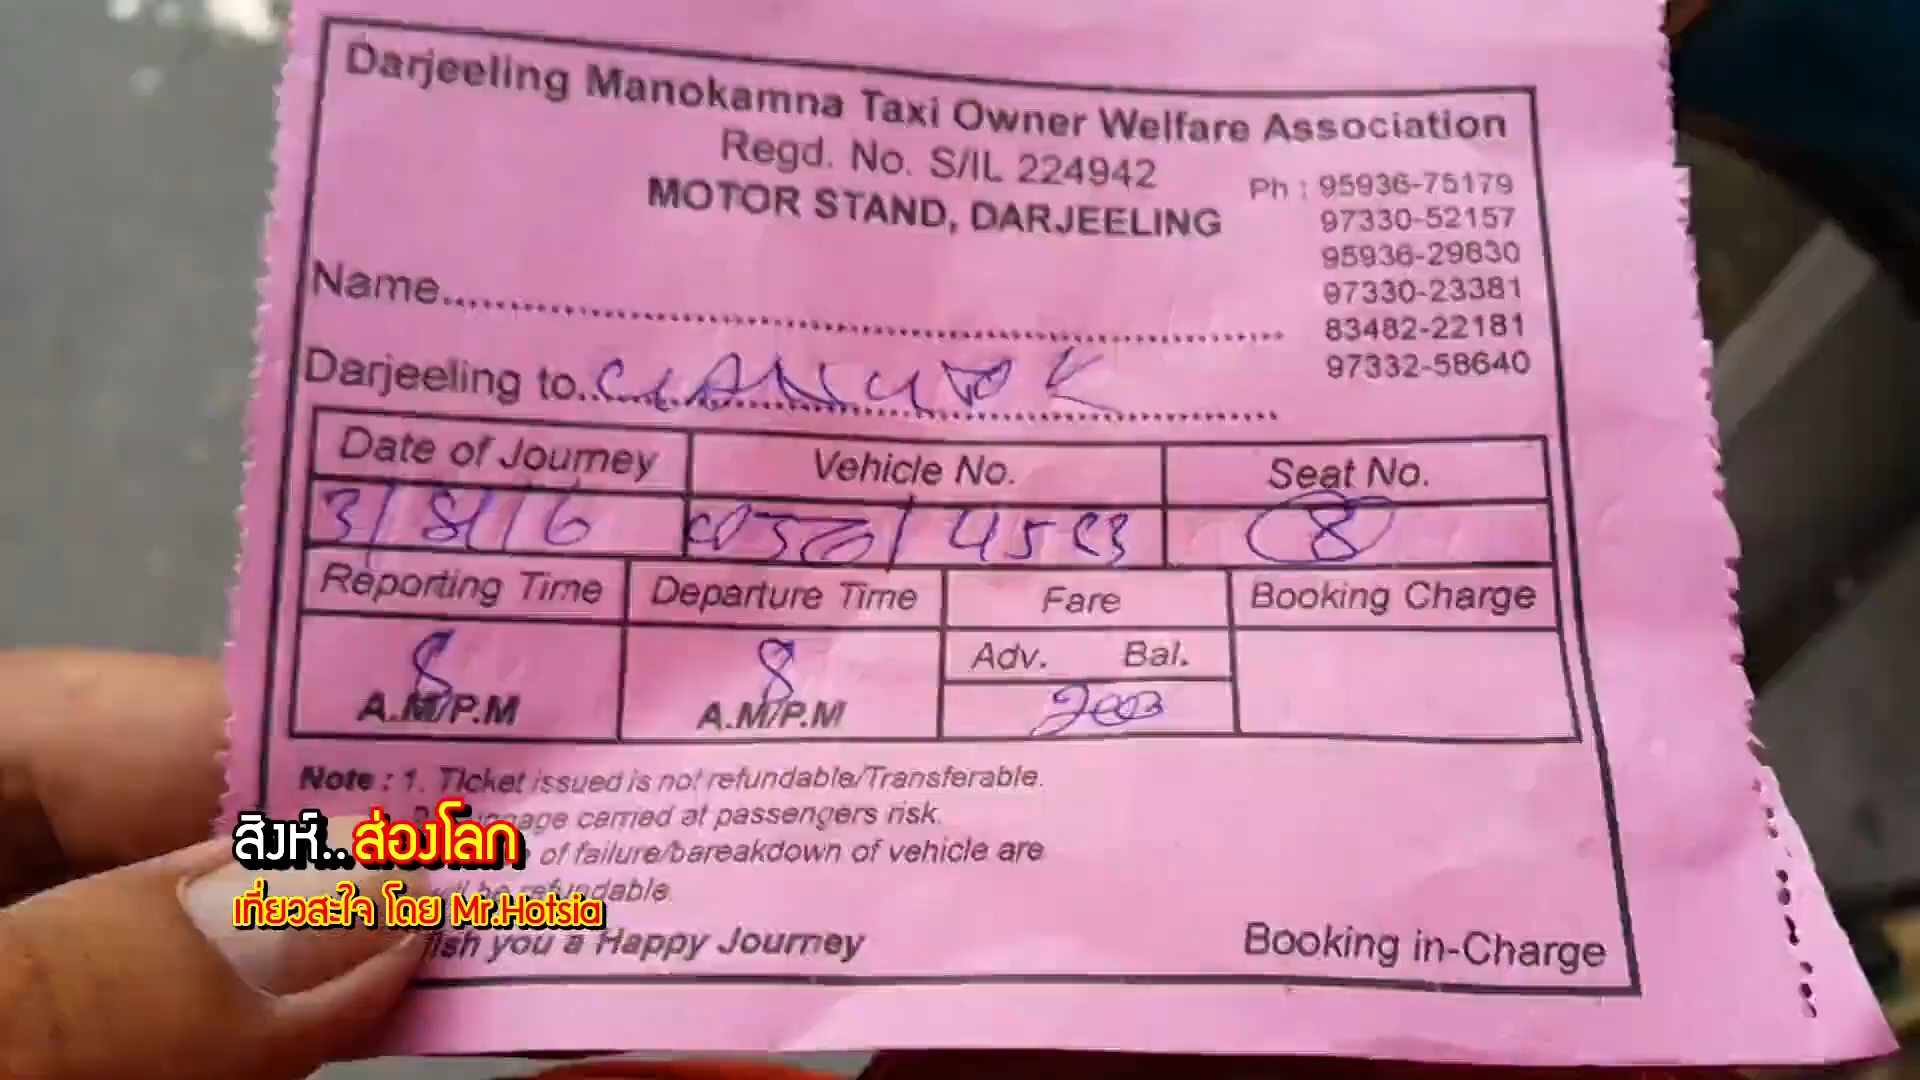 Darjeeling Manokamna Taxi Owner Welfare Association
Regd. No. S/IL 224942
MOTOR STAND, DARJEELING
Ph : 95936-75179
97330-52157
95936-29830
97330-23381
83482-22181
97332-58640
Name
Darjeeling to
Date of Journey Vehicle No. Seat No.
3/8/16 4583 8
Reporting Time Departure Time Fare Booking Charge
Adv. Bal.
8 8
A.M/P.M A.M/P.M 200
Note : 1. Ticket issued is not refundable/Transferable.
carried at passengers risk.
of failure/bareakdown of vehicle are
be refundable.
you a Happy Journey
Booking in-Charge
สิงห์..ส่องโลก
เที่ยวสะใจ โดย Mr.Hotsia